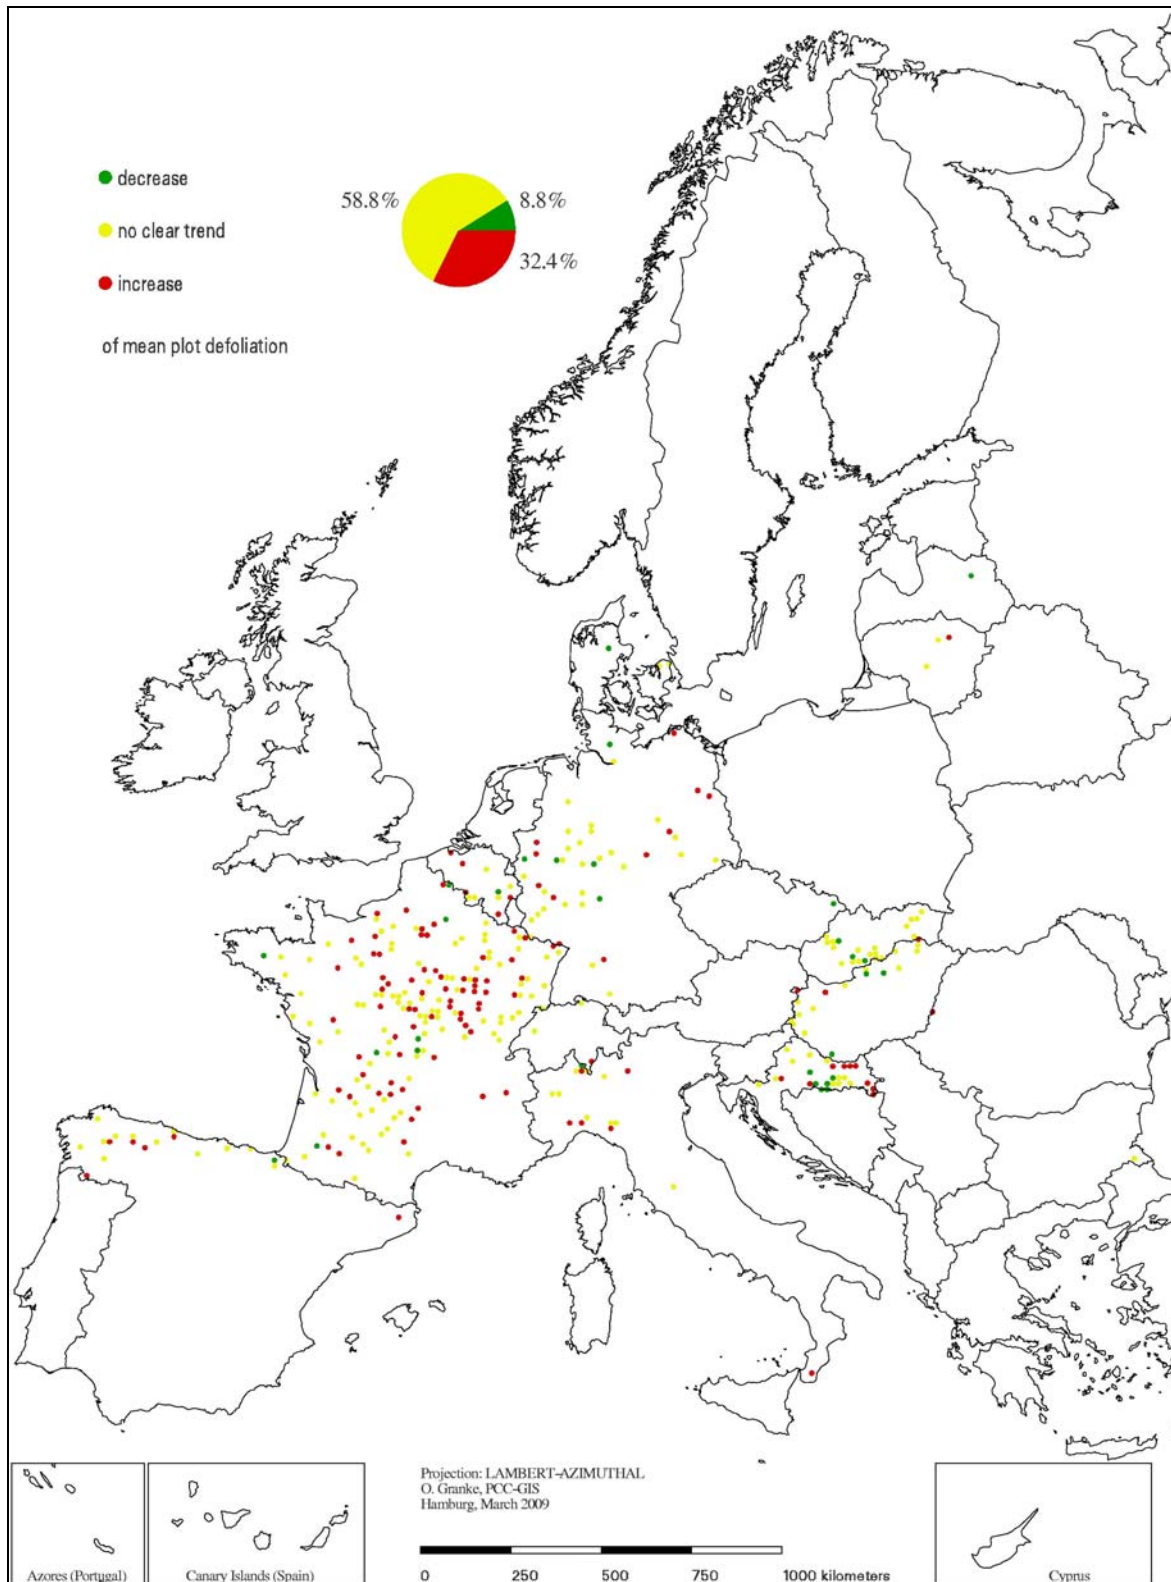 decrease
58.8%
8.8%
no clear trend
32.4%
increase
of mean plot defoliation
Projection: LAMBERT-AZIMUTHAL
O. Granke, PCC-GIS
Hamburg, March 2009
Azores (Portugal)
Canary Islands (Spain)
0 250 500 750 1000 kilometers
Cyprus